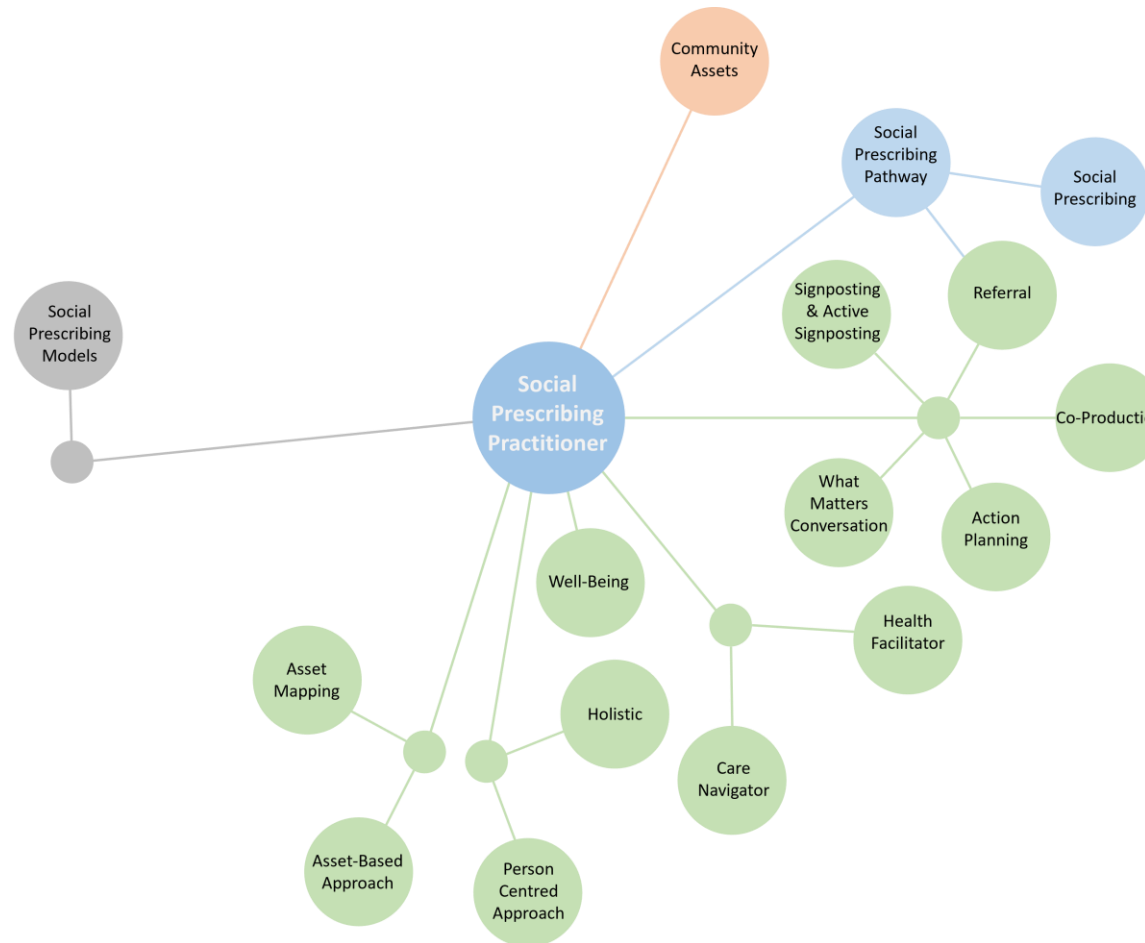 Community
Assets
Social
Prescribing
Pathway
Social
Prescribing
Signposting
& Active
Signposting
Referral
Social
Prescribing
Models
Social
Prescribing
Practitioner
Co-Productio
What
Matters
Conversation
Action
Planning
Well-Being
Health
Facilitator
Asset
Mapping
Holistic
Care
Navigator
Asset-Based
Approach
Person
Centred
Approach